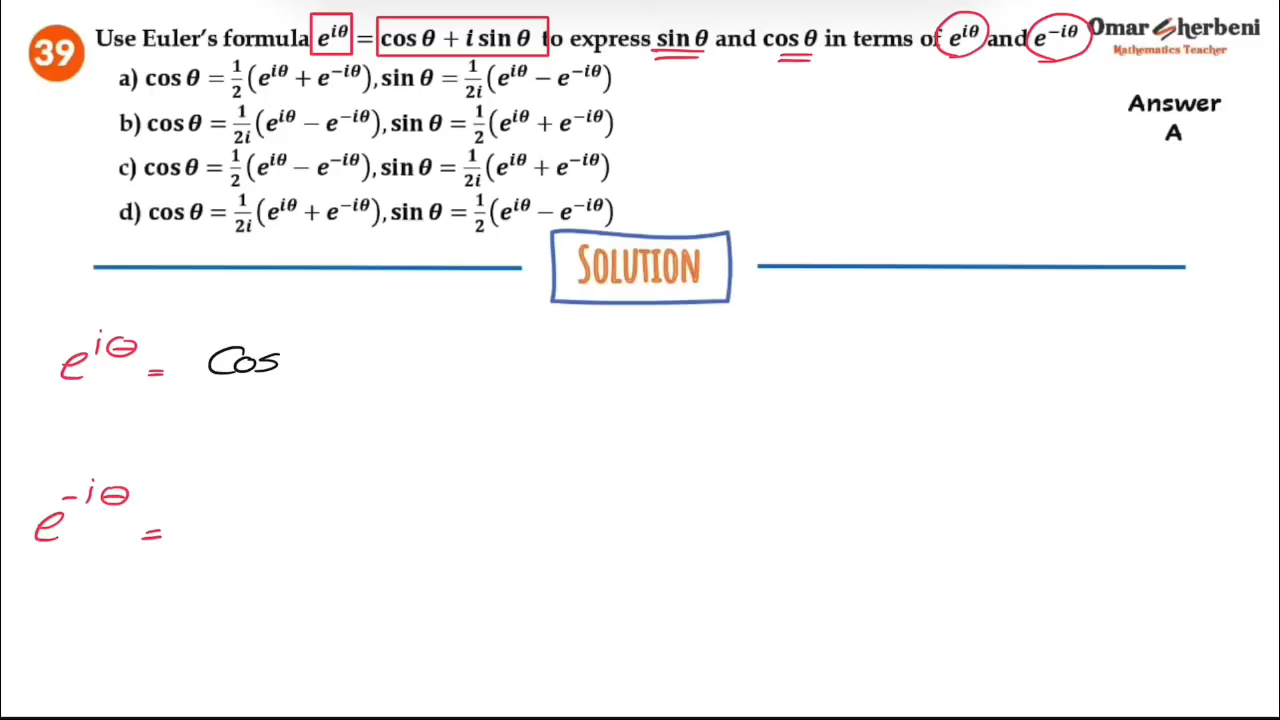 39 Use Euler's formula e^{iθ} = cos θ + i sin θ to express sin θ and cos θ in terms of e^{iθ} and e^{−iθ}
Omar Sherbeni
Mathematics Teacher
a) cos θ = 1/2 (e^{iθ} + e^{−iθ}), sin θ = 1/2i (e^{iθ} − e^{−iθ})
Answer
A
b) cos θ = 1/2i (e^{iθ} − e^{−iθ}), sin θ = 1/2 (e^{iθ} + e^{−iθ})
c) cos θ = 1/2 (e^{iθ} − e^{−iθ}), sin θ = 1/2i (e^{iθ} + e^{−iθ})
d) cos θ = 1/2i (e^{iθ} + e^{−iθ}), sin θ = 1/2 (e^{iθ} − e^{−iθ})
SOLUTION
e^{iθ} = Cos
e^{−iθ} =